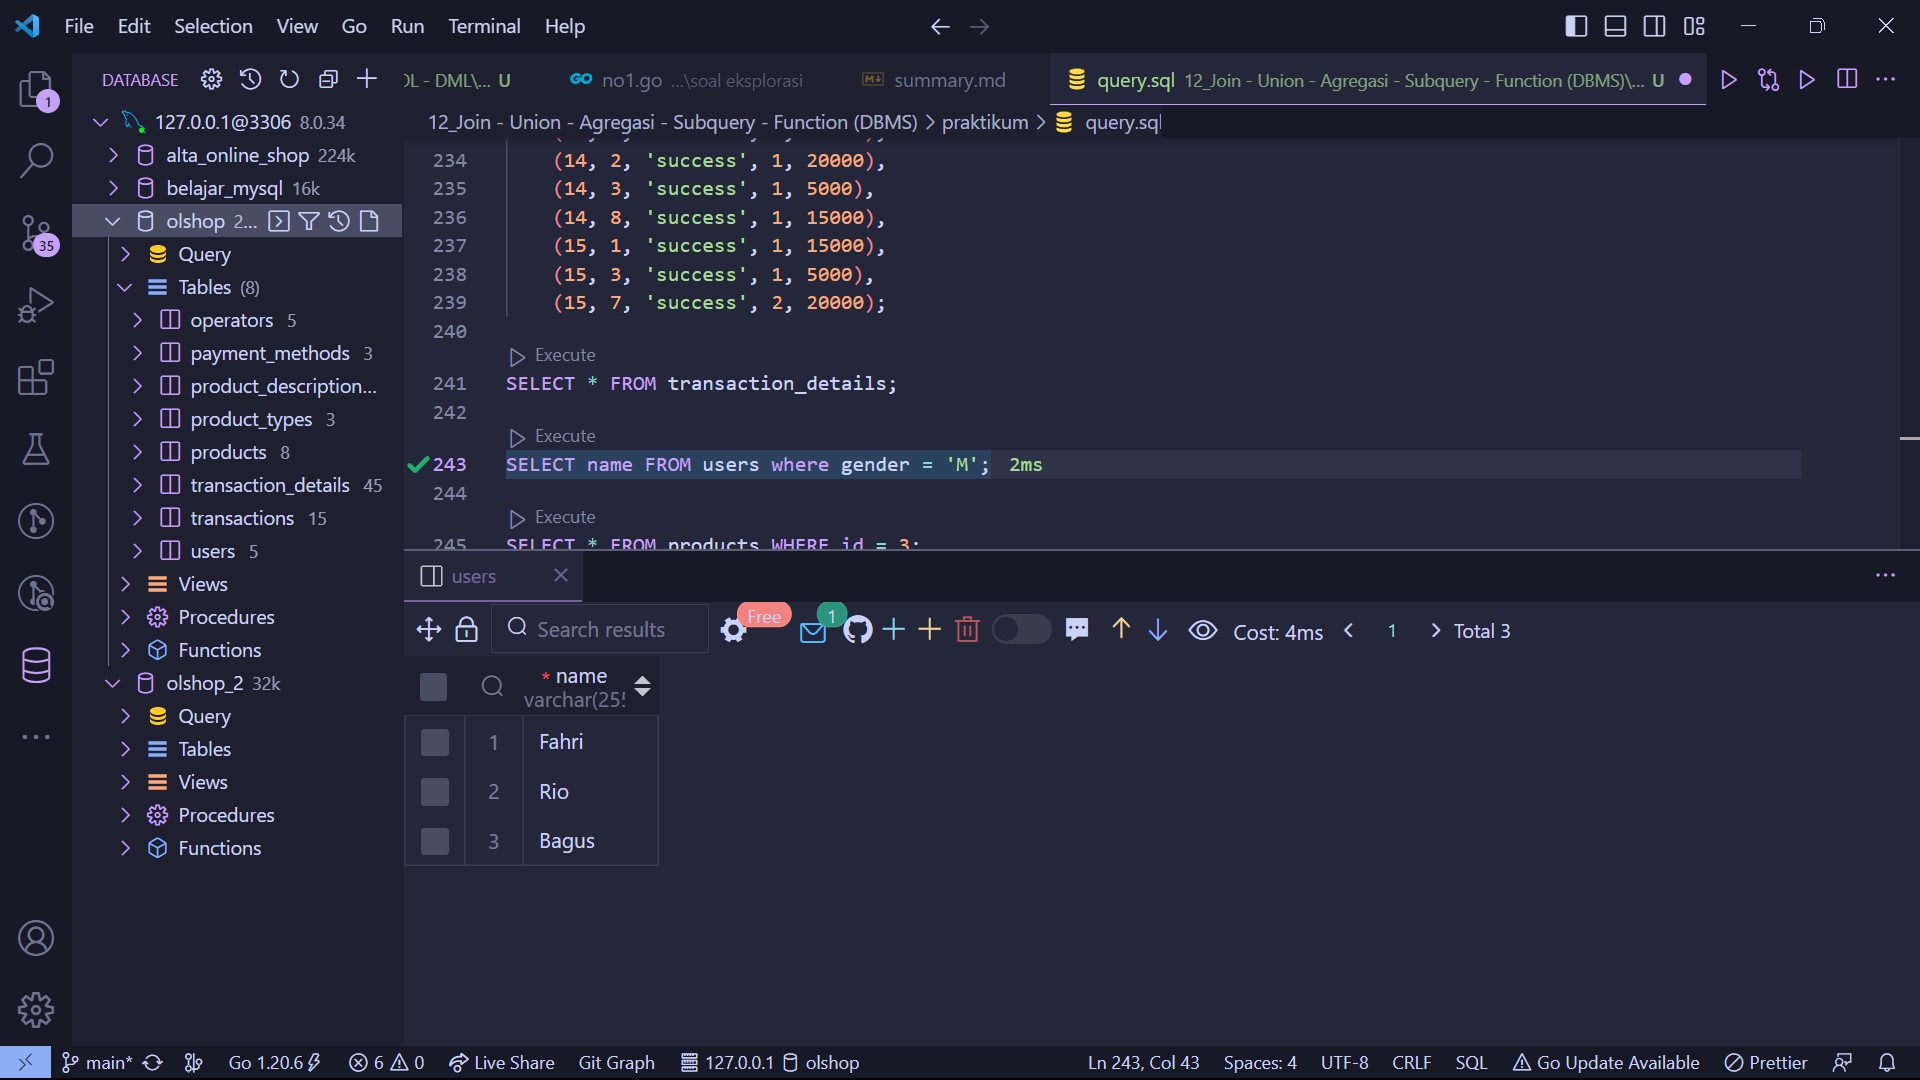 File Edit Selection View Go Run Terminal Help
DATABASE
DL - DML\... U
GO no1.go ...\soal eksplorasi
summary.md
query.sql 12_Join - Union - Agregasi - Subquery - Function (DBMS)\... U
12_Join - Union - Agregasi - Subquery - Function (DBMS) > praktikum > query.sql
1
35
127.0.0.1@3306 8.0.34
alta_online_shop 224k
belajar_mysql 16k
olshop 2...
Query
Tables (8)
operators 5
payment_methods 3
product_description...
product_types 3
products 8
transaction_details 45
transactions 15
users 5
Views
Procedures
Functions
olshop_2 32k
Query
Tables
Views
Procedures
Functions
234 (14, 2, 'success', 1, 20000),
235 (14, 3, 'success', 1, 5000),
236 (14, 8, 'success', 1, 15000),
237 (15, 1, 'success', 1, 15000),
238 (15, 3, 'success', 1, 5000),
239 (15, 7, 'success', 2, 20000);
240
Execute
241 SELECT * FROM transaction_details;
242
Execute
243 SELECT name FROM users where gender = 'M'; 2ms
244
Execute
245 SELECT * FROM products WHERE id = 3;
users
Search results Free 1 Cost: 4ms < 1 > Total 3
* name
varchar(255
1 Fahri
2 Rio
3 Bagus
main* Go 1.20.6 6 0 Live Share Git Graph 127.0.0.1 olshop Ln 243, Col 43 Spaces: 4 UTF-8 CRLF SQL Go Update Available Prettier